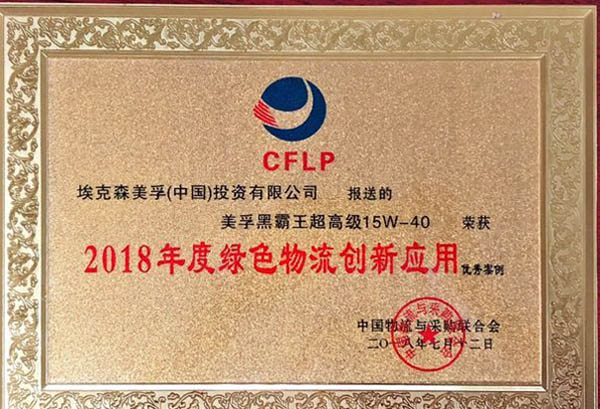 CFLP
埃克森美孚(中国)投资有限公司 报送的
美孚黑霸王超高级15W-40 荣获
2018年度绿色物流创新应用优秀案例
中国物流与采购联合会
二〇一八年七月十二日